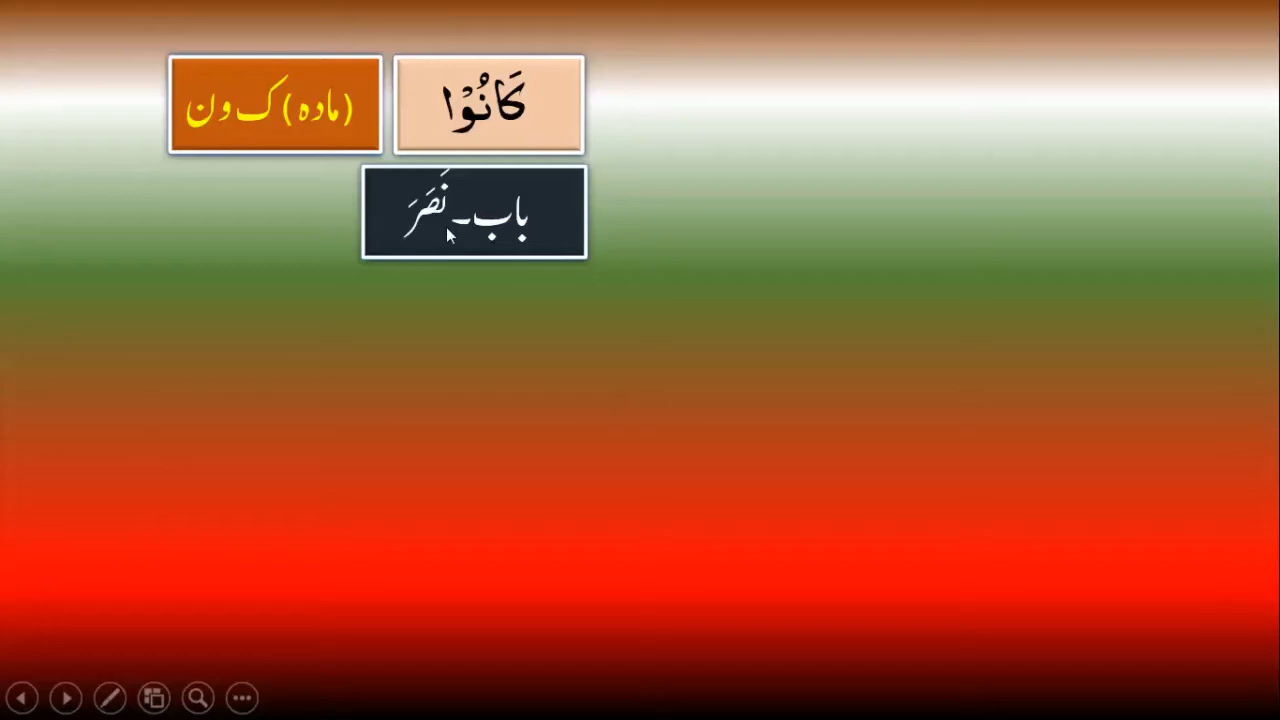 كَانُوْا (مادہ) ک و ن
باب۔ نَصَرَ